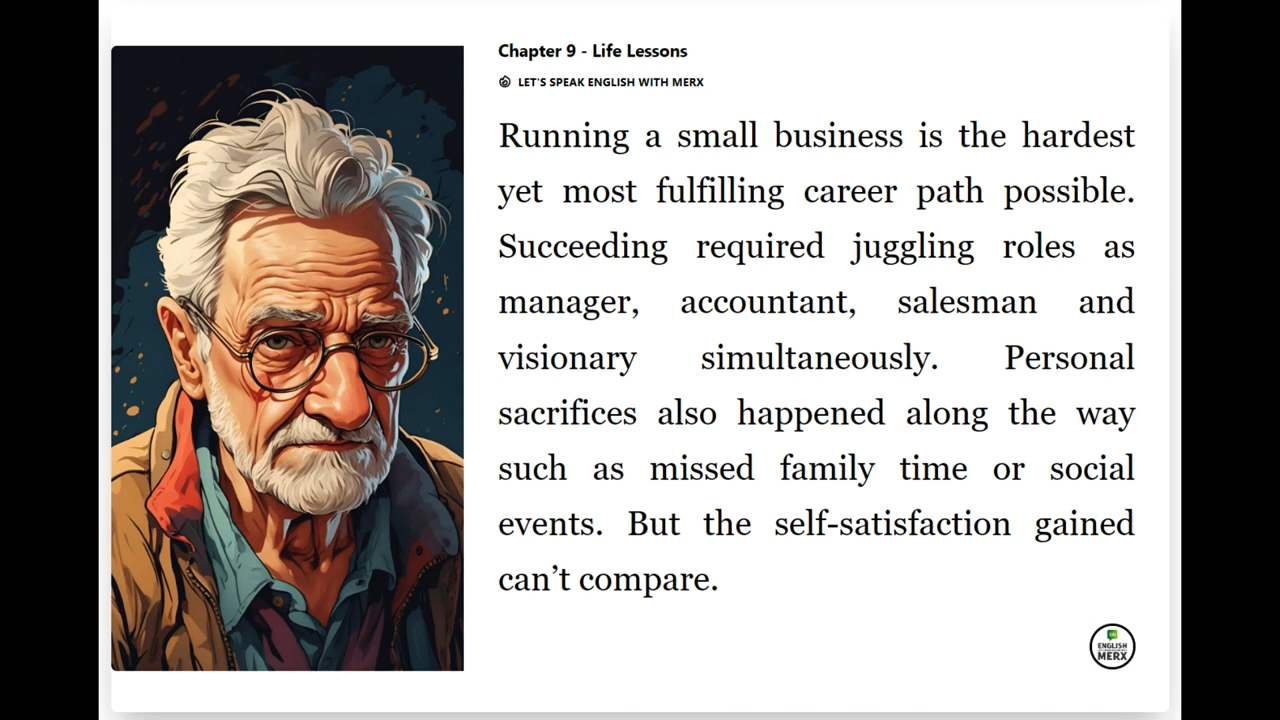 Chapter 9 - Life Lessons
LET'S SPEAK ENGLISH WITH MERX
Running a small business is the hardest
yet most fulfilling career path possible.
Succeeding required juggling roles as
manager, accountant, salesman and
visionary simultaneously. Personal
sacrifices also happened along the way
such as missed family time or social
events. But the self-satisfaction gained
can’t compare.
ENGLISH
MERX